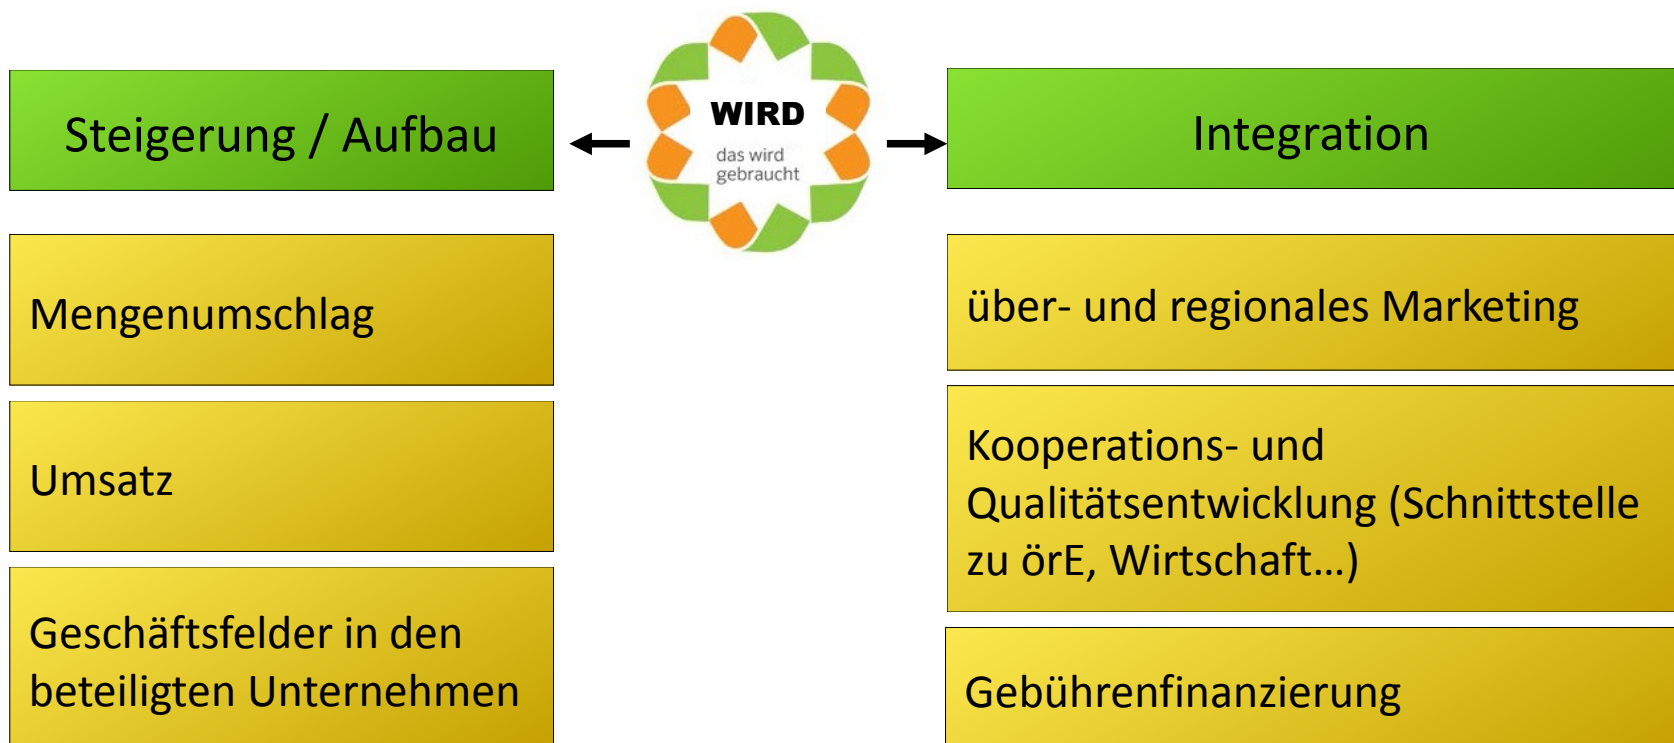 Steigerung / Aufbau
WIRD
das wird
gebraucht
Integration
Mengenumschlag
Umsatz
Geschäftsfelder in den
beteiligten Unternehmen
über- und regionales Marketing
Kooperations- und
Qualitätsentwicklung (Schnittstelle
zu örE, Wirtschaft…)
Gebührenfinanzierung